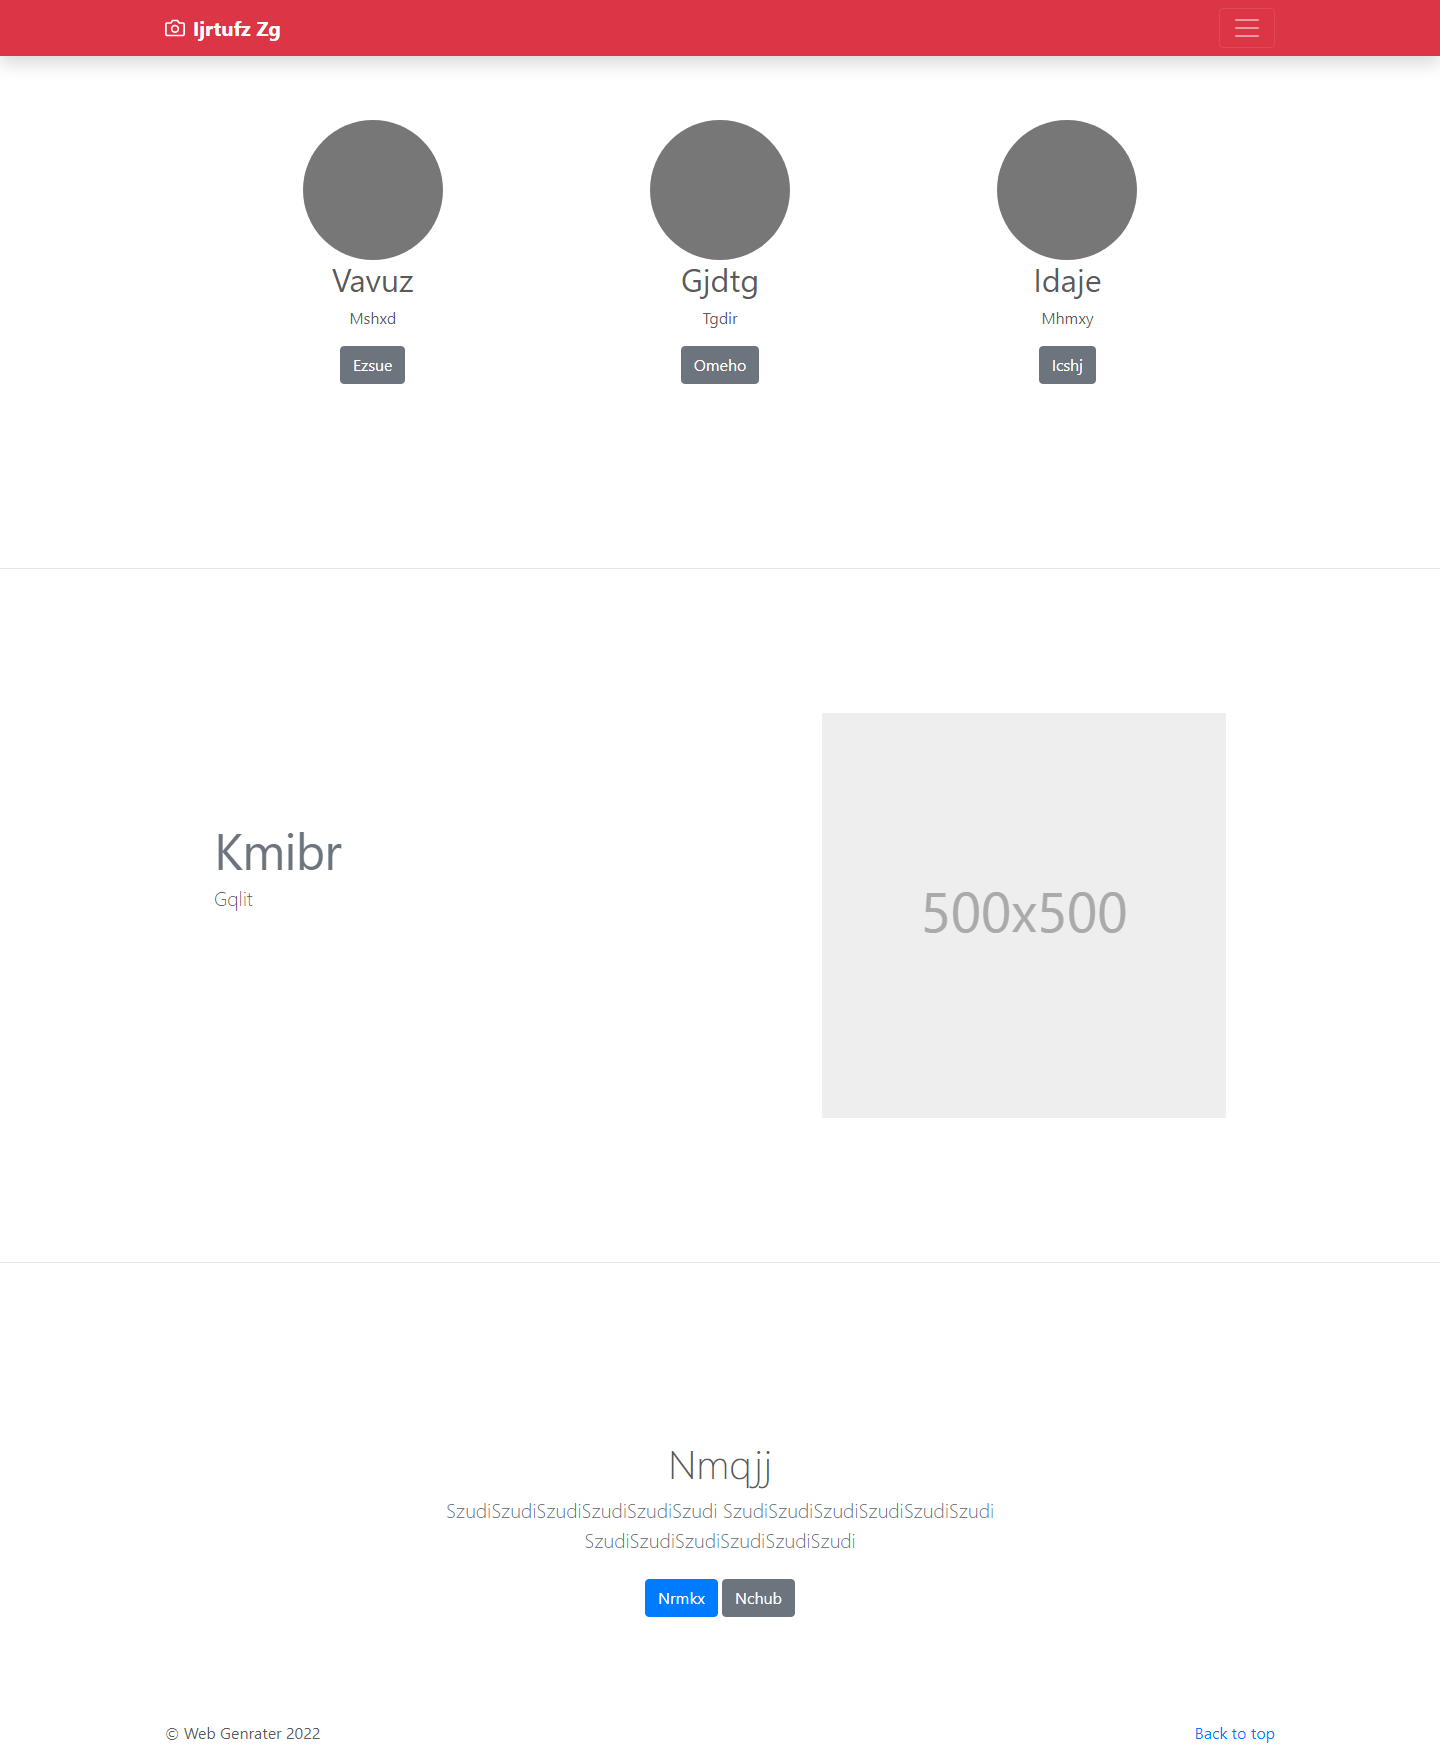 Ijrtufz Zg
Vavuz
Mshxd
Ezsue
Gjdtg
Tgdir
Omeho
Idaje
Mhmxy
Icshj
Kmibr
Gqlit
500x500
Nmqjj
SzudiSzudiSzudiSzudiSzudiSzudi SzudiSzudiSzudiSzudiSzudiSzudi
SzudiSzudiSzudiSzudiSzudiSzudi
Nrmkx Nchub
© Web Genrater 2022
Back to top